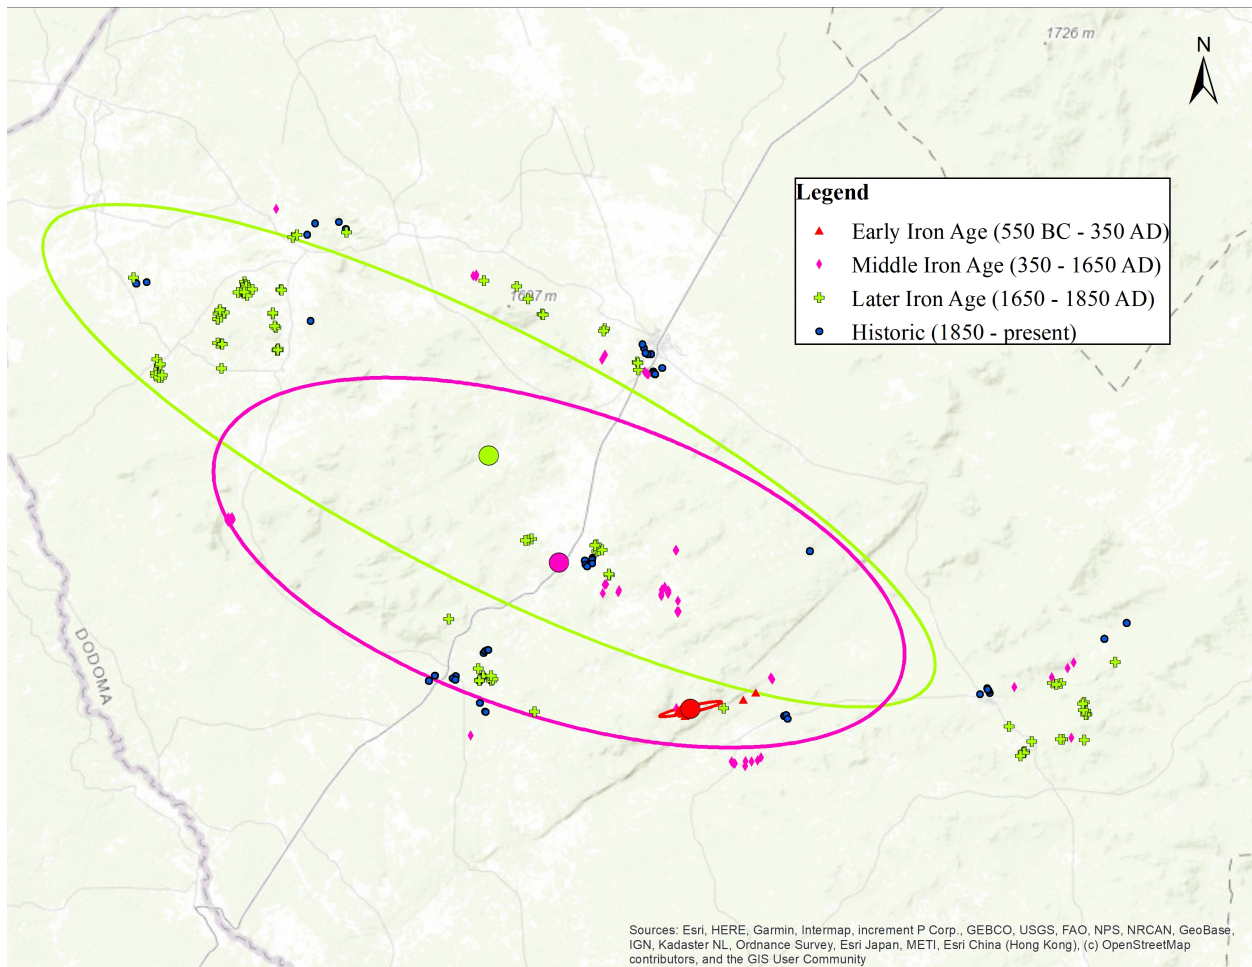 1726 m
N
Legend
Early Iron Age (550 BC - 350 AD)
Middle Iron Age (350 - 1650 AD)
Later Iron Age (1650 - 1850 AD)
Historic (1850 - present)
1697 m
DODOMA
Sources: Esri, HERE, Garmin, Intermap, increment P Corp., GEBCO, USGS, FAO, NPS, NRCAN, GeoBase,
IGN, Kadaster NL, Ordnance Survey, Esri Japan, METI, Esri China (Hong Kong), (c) OpenStreetMap
contributors, and the GIS User Community